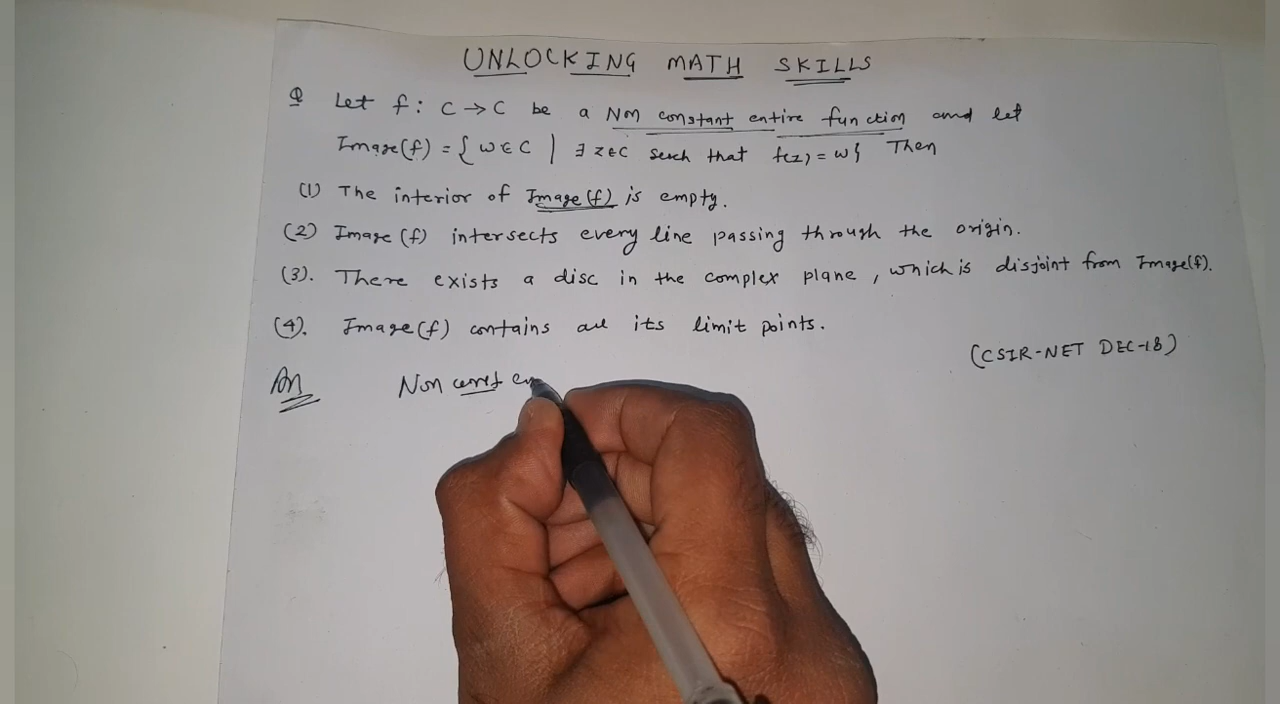 UNLOCKING MATH SKILLS
Q Let f: C → C be a Non constant entire function and let
Image(f) = { w ∈ C | ∃ z ∈ C such that f(z) = w} Then
(1) The interior of Image(f) is empty.
(2) Image (f) intersects every line passing through the origin.
(3). There exists a disc in the complex plane, which is disjoint from Image(f).
(4). Image(f) contains all its limit points.
(CSIR-NET DEC-18)
An Non const en